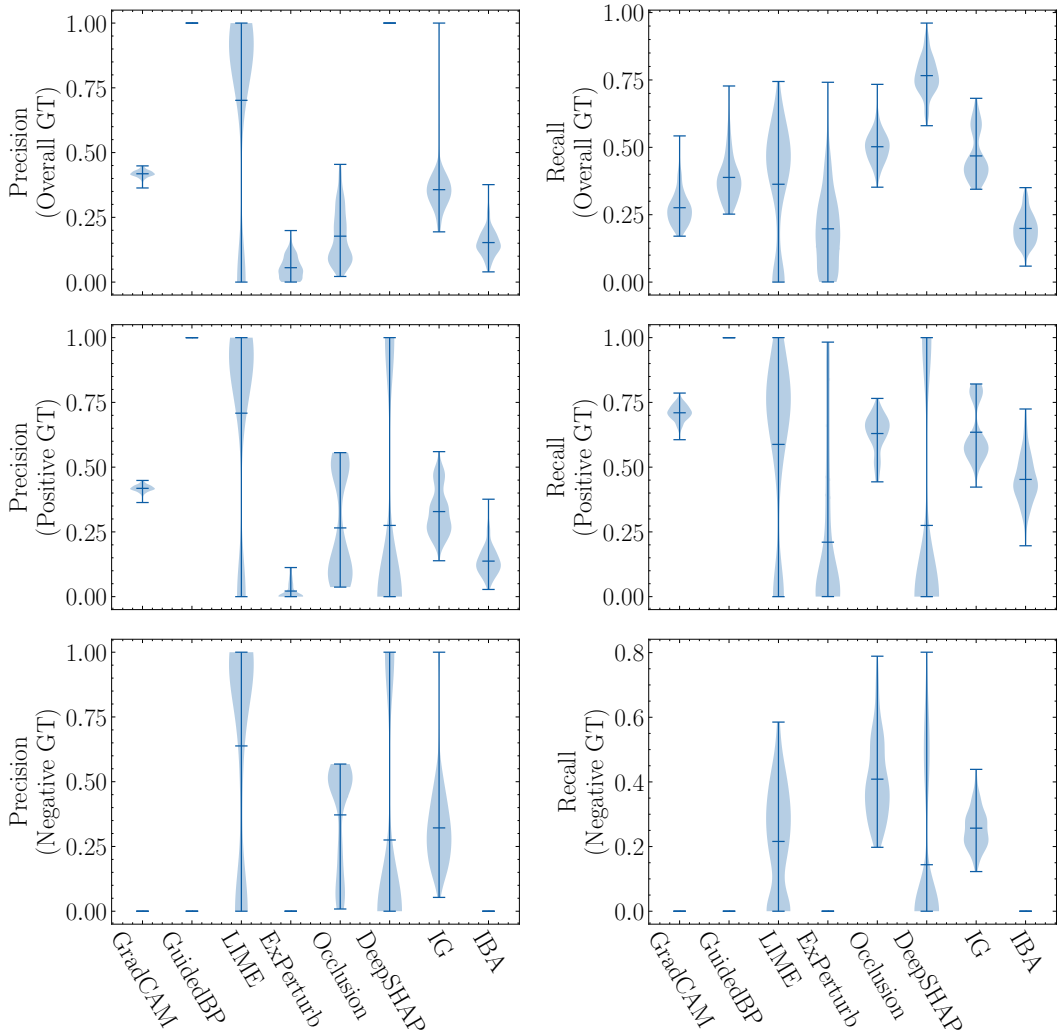 Precision
(Overall GT)
1.00
0.75
0.50
0.25
0.00
Recall
(Overall GT)
1.00
0.75
0.50
0.25
0.00
Precision
(Positive GT)
1.00
0.75
0.50
0.25
0.00
Recall
(Positive GT)
1.00
0.75
0.50
0.25
0.00
Precision
(Negative GT)
1.00
0.75
0.50
0.25
0.00
Recall
(Negative GT)
0.8
0.6
0.4
0.2
0.0
GradCAM
GuidedBP
LIME
ExPerturb
Occlusion
DeepSHAP
IG
IBA
GradCAM
GuidedBP
LIME
ExPerturb
Occlusion
DeepSHAP
IG
IBA